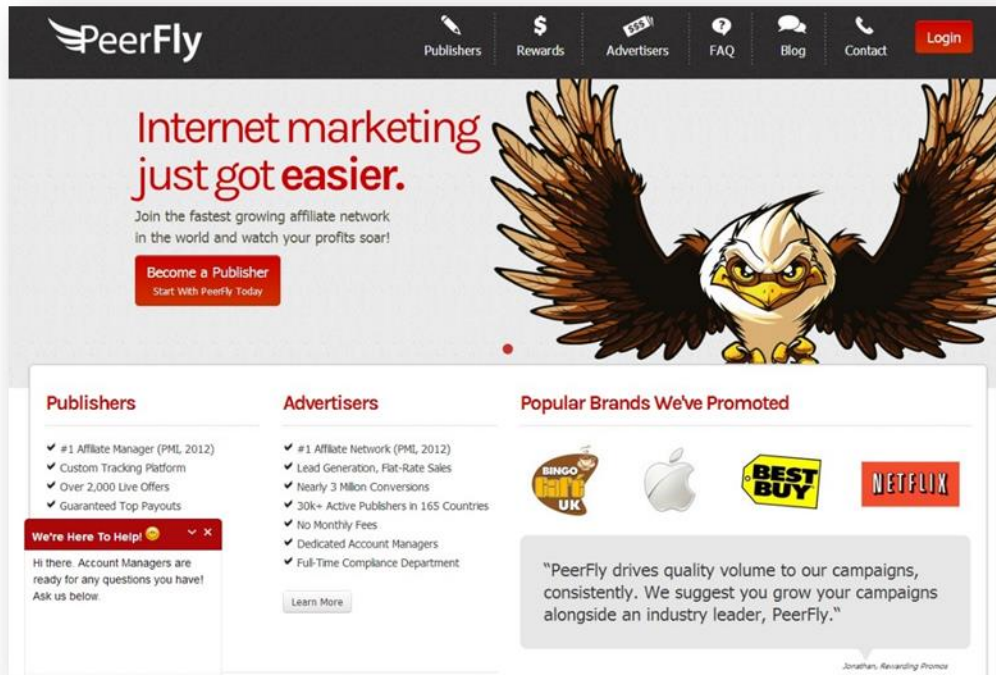 PeerFly
Publishers
Rewards
Advertisers
FAQ
Blog
Contact
Login
Internet marketing
just got easier.
Join the fastest growing affiliate network
in the world and watch your profits soar!
Become a Publisher
Start With PeerFly Today
Publishers
#1 Affiliate Manager (PMI, 2012)
Custom Tracking Platform
Over 2,000 Live Offers
Guaranteed Top Payouts
We're Here To Help!
Hi there. Account Managers are
ready for any questions you have!
Ask us below.
Advertisers
#1 Affiliate Network (PMI, 2012)
Lead Generation, Flat-Rate Sales
Nearly 3 Million Conversions
30k+ Active Publishers in 165 Countries
No Monthly Fees
Dedicated Account Managers
Full-Time Compliance Department
Learn More
Popular Brands We've Promoted
BINGO
Café
UK
BEST
BUY
NETFLIX
"PeerFly drives quality volume to our campaigns,
consistently. We suggest you grow your campaigns
alongside an industry leader, PeerFly."
Jonathan, Rewarding Promos